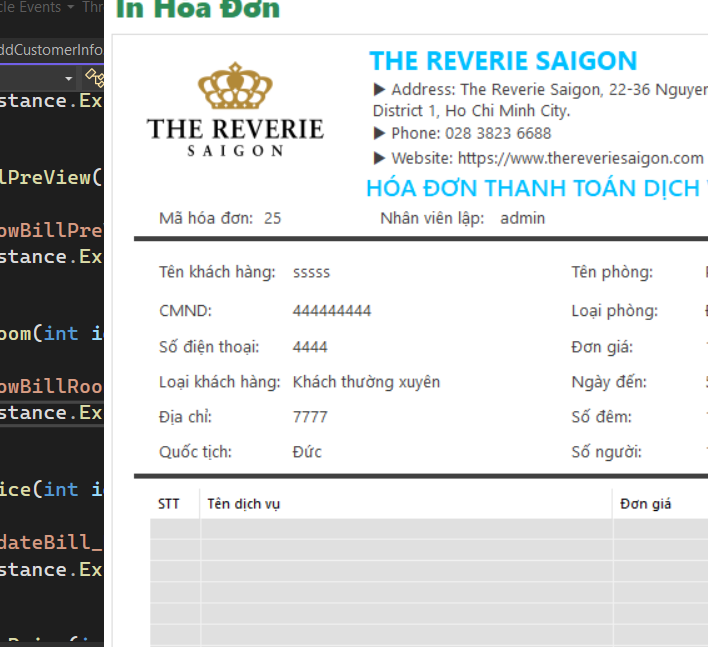 cle Events
ddCustomerInfo
stance.Ex
lPreView(
owBillPre
stance.Ex
oom(int i
owBillRoo
stance.Ex
ice(int i
dateBill_
stance.Ex
In Hóa Đơn
THE REVERIE
SAIGON
THE REVERIE SAIGON
▶ Address: The Reverie Saigon, 22-36 Nguyen
District 1, Ho Chi Minh City.
▶ Phone: 028 3823 6688
▶ Website: https://www.thereveriesaigon.com
HÓA ĐƠN THANH TOÁN DỊCH
Mã hóa đơn: 25 Nhân viên lập: admin
Tên khách hàng: sssss Tên phòng:
CMND: 444444444 Loại phòng:
Số điện thoại: 4444 Đơn giá:
Loại khách hàng: Khách thường xuyên Ngày đến:
Địa chỉ: 7777 Số đêm:
Quốc tịch: Đức Số người:
STT Tên dịch vụ Đơn giá